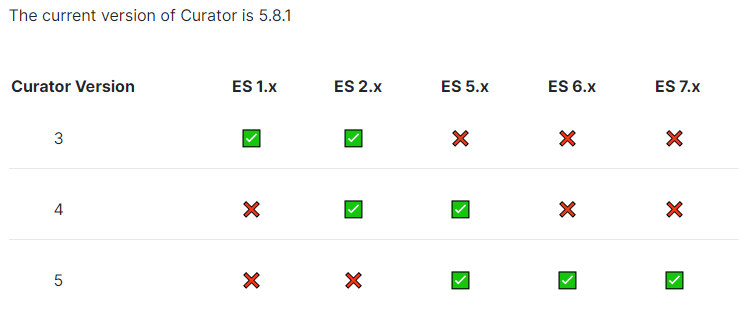 The current version of Curator is 5.8.1
Curator Version ES 1.x ES 2.x ES 5.x ES 6.x ES 7.x
3 ✅ ✅ ❌ ❌ ❌
4 ❌ ✅ ✅ ❌ ❌
5 ❌ ❌ ✅ ✅ ✅